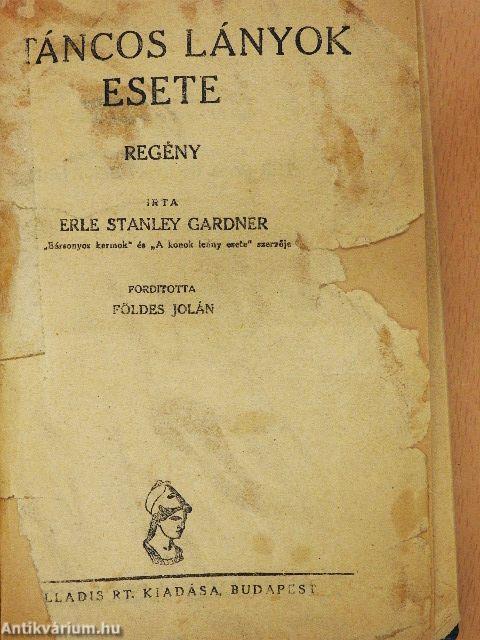 TÁNCOS LÁNYOK
ESETE
REGÉNY
IRTA
ERLE STANLEY GARDNER
„Bársonyos karmok" és „A konok leány esete" szerzője
FORDITOTTA
FÖLDES JOLÁN
LLADIS RT. KIADÁSA, BUDAPEST
Antikvárium.hu